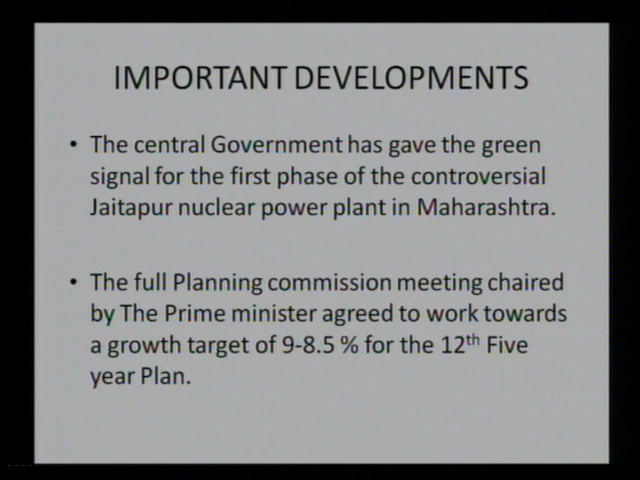 IMPORTANT DEVELOPMENTS
• The central Government has gave the green
signal for the first phase of the controversial
Jaitapur nuclear power plant in Maharashtra.
• The full Planning commission meeting chaired
by The Prime minister agreed to work towards
a growth target of 9-8.5 % for the 12th Five
year Plan.